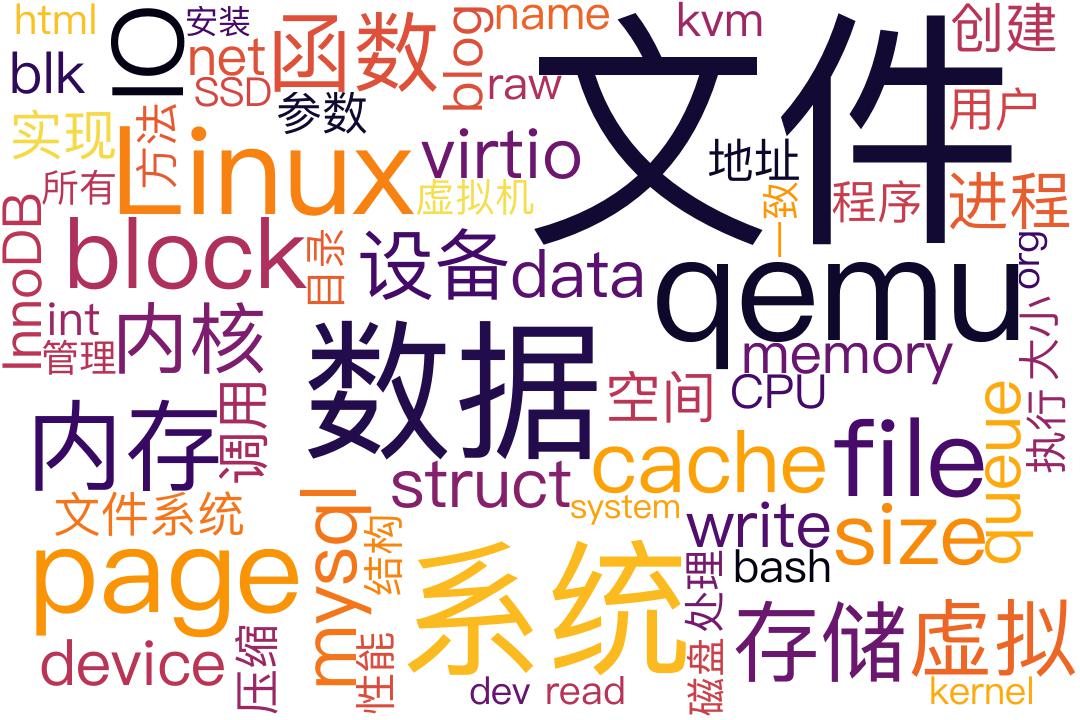 html
安装
IO
blk
net
SSD
函数
参数
blog
name
raw
kvm
文件
创建
用户
实现
方法
Linux
virtio
虚拟机
地址
一致
程序
进程
所有
InnoDB
block
目录
设备
data
qemu
org
int
管理
内核
memory
大小
数据
空间
CPU
内存
调用
struct
cache
file
queue
执行
文件系统
system
write
size
mysql
结构
page
系统
处理
bash
存储
虚拟
device
压缩
性能
dev
read
磁盘
kernel